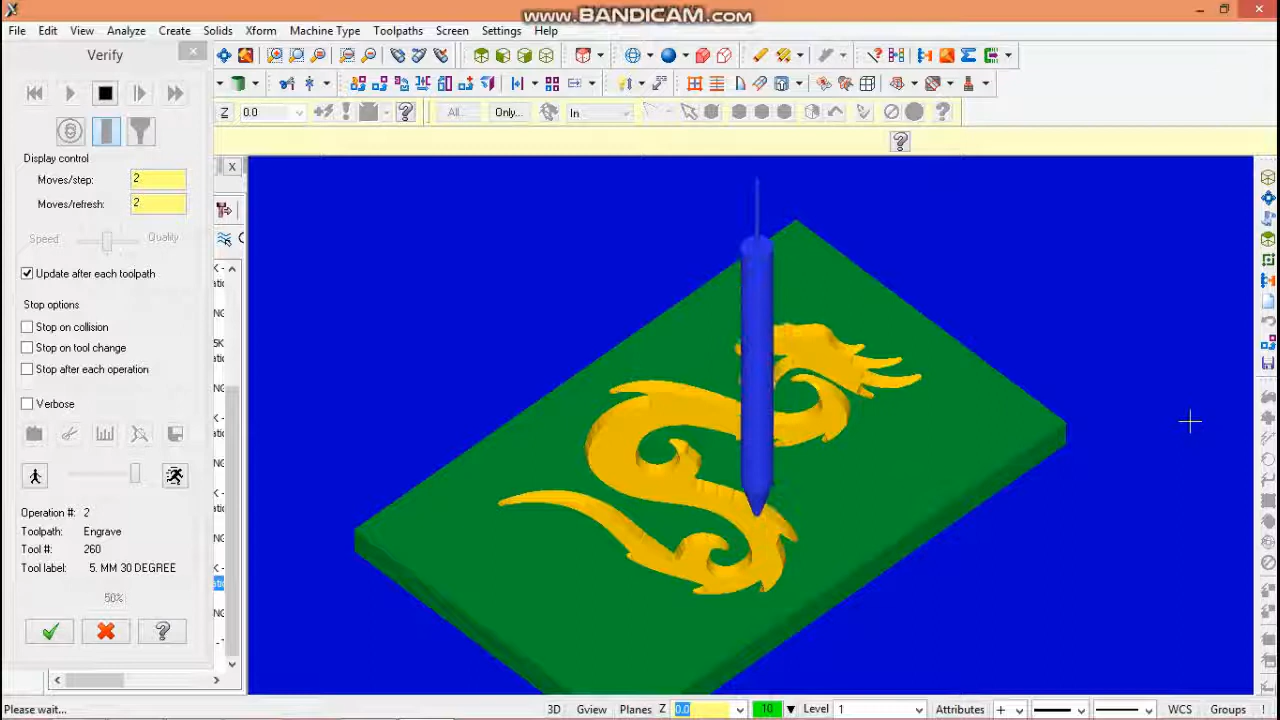 www.BANDICAM.com
File Edit View Analyze Create Solids Xform Machine Type Toolpaths Screen Settings Help
Verify
Z 0.0 All... Only... In
Display control
Moves/step: 2
Moves/refresh: 2
Speed Quality
Update after each toolpath
Stop options
Stop on collision
Stop on tool change
Stop after each operation
Verbose
Operation #: 2
Toolpath: Engrave
Tool #: 260
Tool label: 5. MM 30 DEGREE
50%
Please wait... 3D Gview Planes Z 0.0 10 Level 1 Attributes WCS Groups